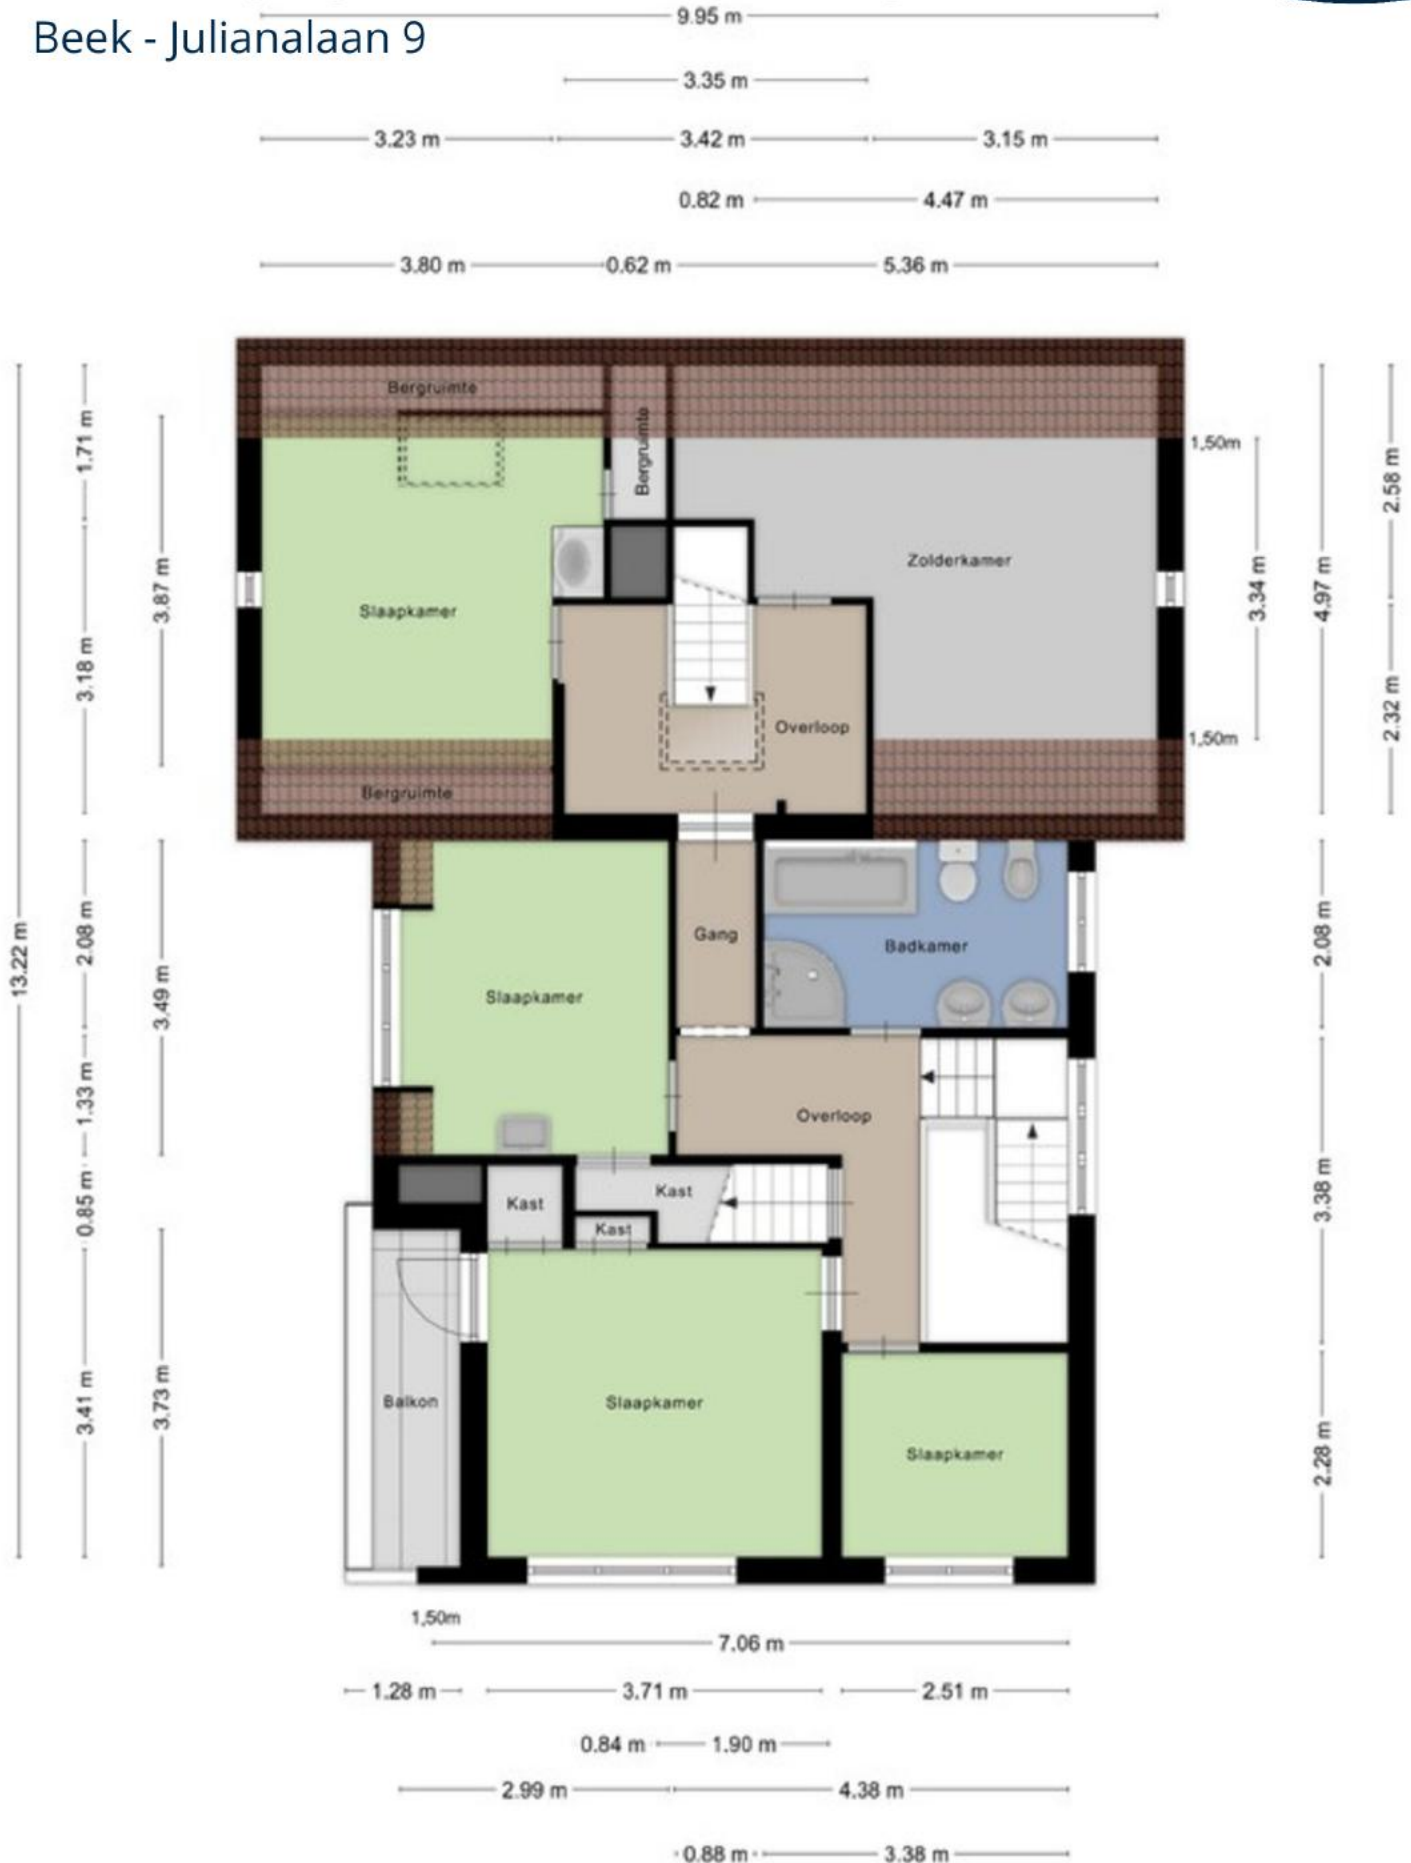 9.95 m
Beek - Julianalaan 9
3.35 m
3.23 m 3.42 m 3.15 m
0.82 m 4.47 m
3.80 m 0.62 m 5.36 m
Bergruimte
1.71 m
Bergruimte
1,50m
2.58 m
Zolderkamer
3.87 m
Slaapkamer
3.34 m
4.97 m
3.18 m
Overloop
2.32 m
1,50m
Bergruimte
13.22 m
2.08 m
Gang
Badkamer
2.08 m
3.49 m
Slaapkamer
1.33 m
Overloop
0.85 m
Kast
Kast
Kast
3.38 m
3.41 m
3.73 m
Balkon
Slaapkamer
Slaapkamer
2.28 m
1,50m
7.06 m
1.28 m 3.71 m 2.51 m
0.84 m 1.90 m
2.99 m 4.38 m
0.88 m 3.38 m